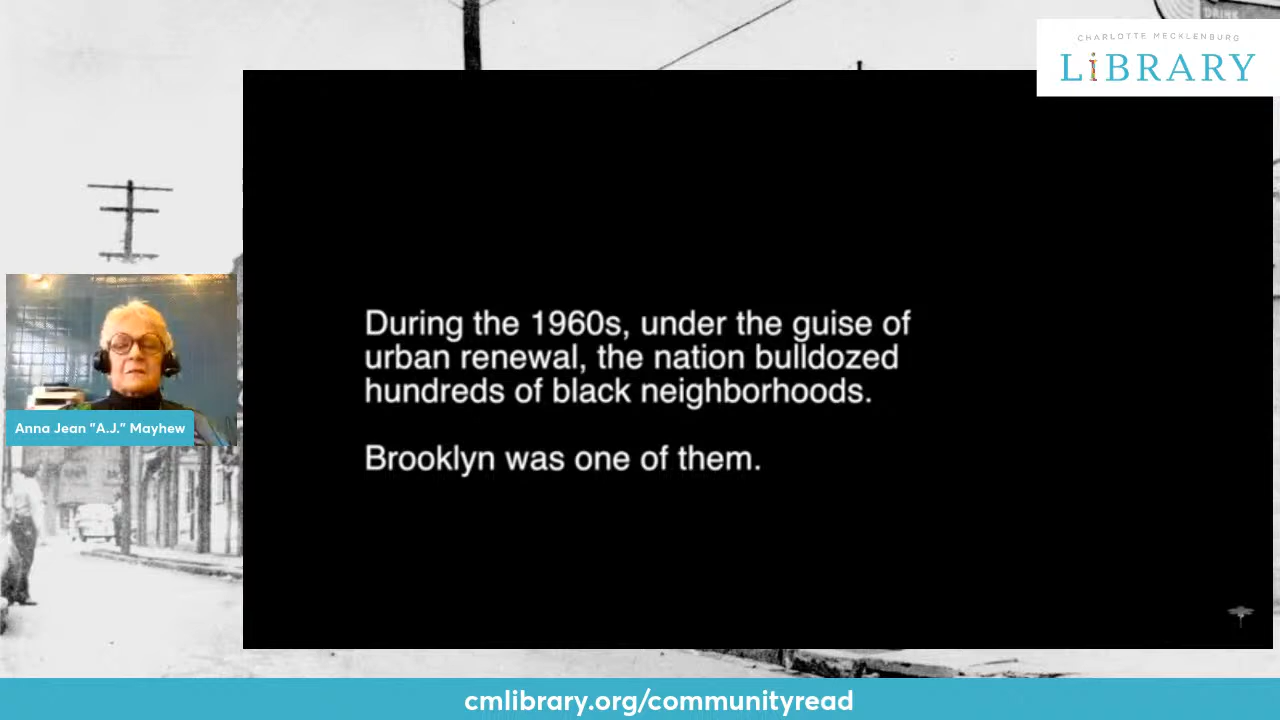 DRINK
CHARLOTTE MECKLENBURG
LIBRARY
During the 1960s, under the guise of
urban renewal, the nation bulldozed
hundreds of black neighborhoods.
Brooklyn was one of them.
Anna Jean "A.J." Mayhew
cmlibrary.org/communityread